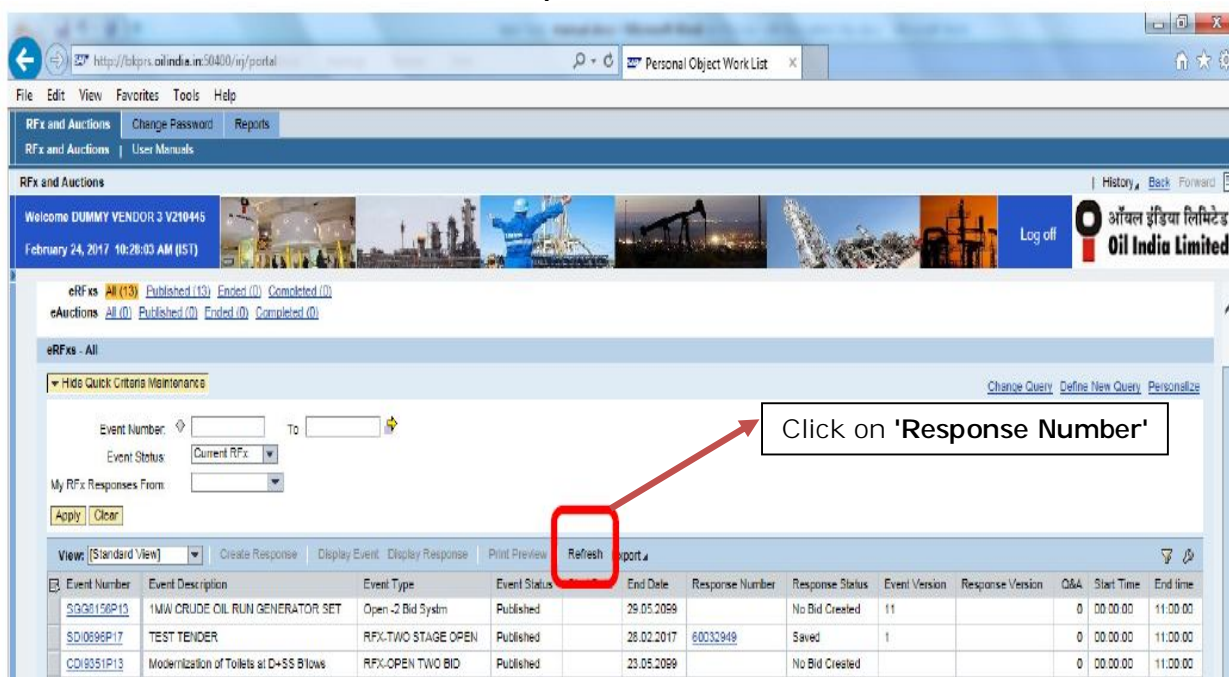 http://bkprs.oilindia.in:50400/irj/portal
Personal Object Work List
File Edit View Favorites Tools Help
RFx and Auctions Change Password Reports
RFx and Auctions | User Manuals
RFx and Auctions | History Back Forward
Welcome DUMMY VENDOR 3 V210445
February 24, 2017 10:28:03 AM (IST)
Log off
ऑयल इंडिया लिमिटेड
Oil India Limited
eRFxs All (13) Published (13) Ended (0) Completed (0)
eAuctions All (0) Published (0) Ended (0) Completed (0)
eRFxs - All
Hide Quick Criteria Maintenance Change Query Define New Query Personalize
Click on 'Response Number'
Event Number: To
Event Status: Current RFx
My RFx Responses From:
Apply Clear
View: [Standard View] Create Response Display Event Display Response Print Preview Refresh Export
Event Number Event Description Event Type Event Status End Date Response Number Response Status Event Version Response Version Q&A Start Time End time
SGG6156P13 1MW CRUDE OIL RUN GENERATOR SET Open -2 Bid Systm Published 29.05.2099 No Bid Created 11 0 00:00:00 11:00:00
SDI0696P17 TEST TENDER RFX-TWO STAGE OPEN Published 28.02.2017 60032949 Saved 1 0 00:00:00 11:00:00
CDI9351P13 Modernization of Toilets at D+SS B'lows RFX-OPEN TWO BID Published 23.05.2099 No Bid Created 0 00:00:00 11:00:00